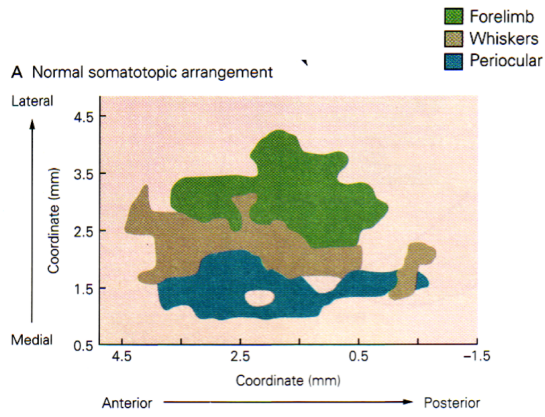 Forelimb
Whiskers
Periocular
A Normal somatotopic arrangement
Lateral
4.5
3.5
Coordinate (mm)
2.5
1.5
Medial
0.5
4.5 2.5 0.5 −1.5
Coordinate (mm)
Anterior Posterior